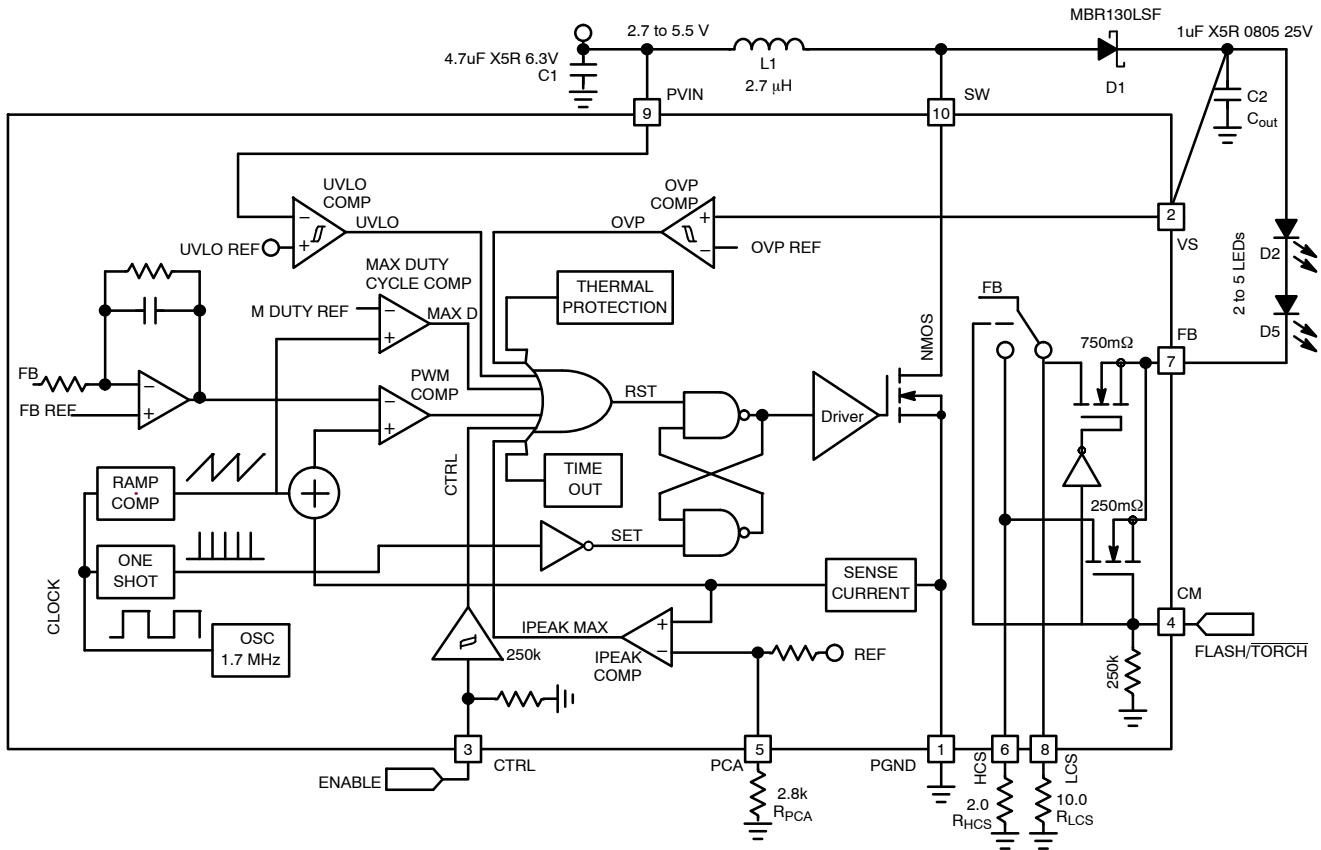 MBR130LSF
2.7 to 5.5 V
1uF X5R 0805 25V
4.7uF X5R 6.3V
C1
L1
2.7 μH
D1
C2
Cout
PVIN
9
SW
10
UVLO
COMP
UVLO
UVLO REF
−
+
OVP
COMP
OVP
+
−
OVP REF
2
VS
2 to 5 LEDs
D2
D5
THERMAL
PROTECTION
MAX DUTY
CYCLE COMP
M DUTY REF
MAX D
−
+
FB
NMOS
750mΩ
FB
7
FB
FB REF
−
+
PWM
COMP
−
+
RST
Driver
RAMP
COMP
+
CTRL
TIME
OUT
250mΩ
ONE
SHOT
SET
SENSE
CURRENT
CLOCK
OSC
1.7 MHz
250k
IPEAK MAX
IPEAK
COMP
+
−
REF
CM
4
FLASH/TORCH
250k
3
CTRL
ENABLE
5
PCA
2.8k
RPCA
1
PGND
6
HCS
2.0
RHCS
8
LCS
10.0
RLCS